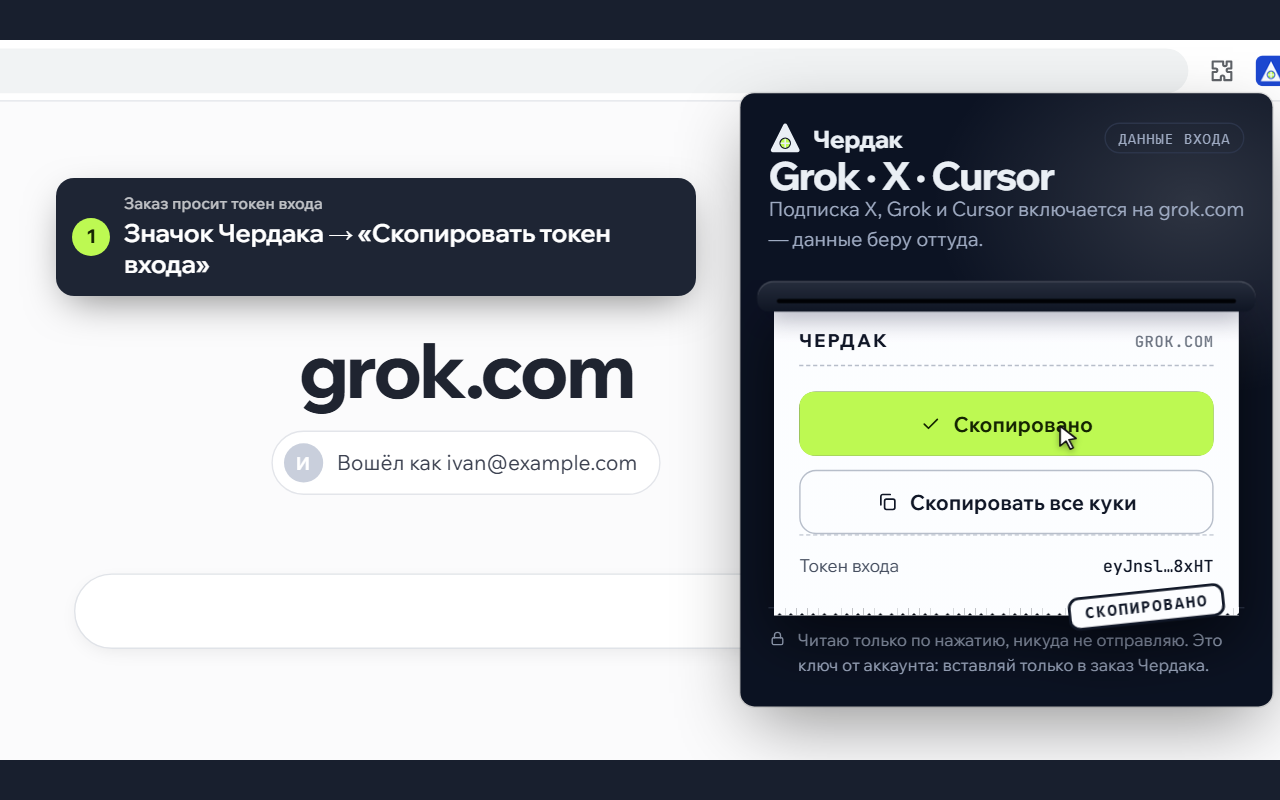 Заказ просит токен входа
1
Значок Чердака → «Скопировать токен
входа»
grok.com
И
Вошёл как ivan@example.com
Чердак
ДАННЫЕ ВХОДА
Grok · X · Cursor
Подписка X, Grok и Cursor включается на grok.com
— данные беру оттуда.
ЧЕРДАК
GROK.COM
Скопировано
Скопировать все куки
Токен входа
eyJnsl…8xHT
СКОПИРОВАНО
Читаю только по нажатию, никуда не отправляю. Это
ключ от аккаунта: вставляй только в заказ Чердака.